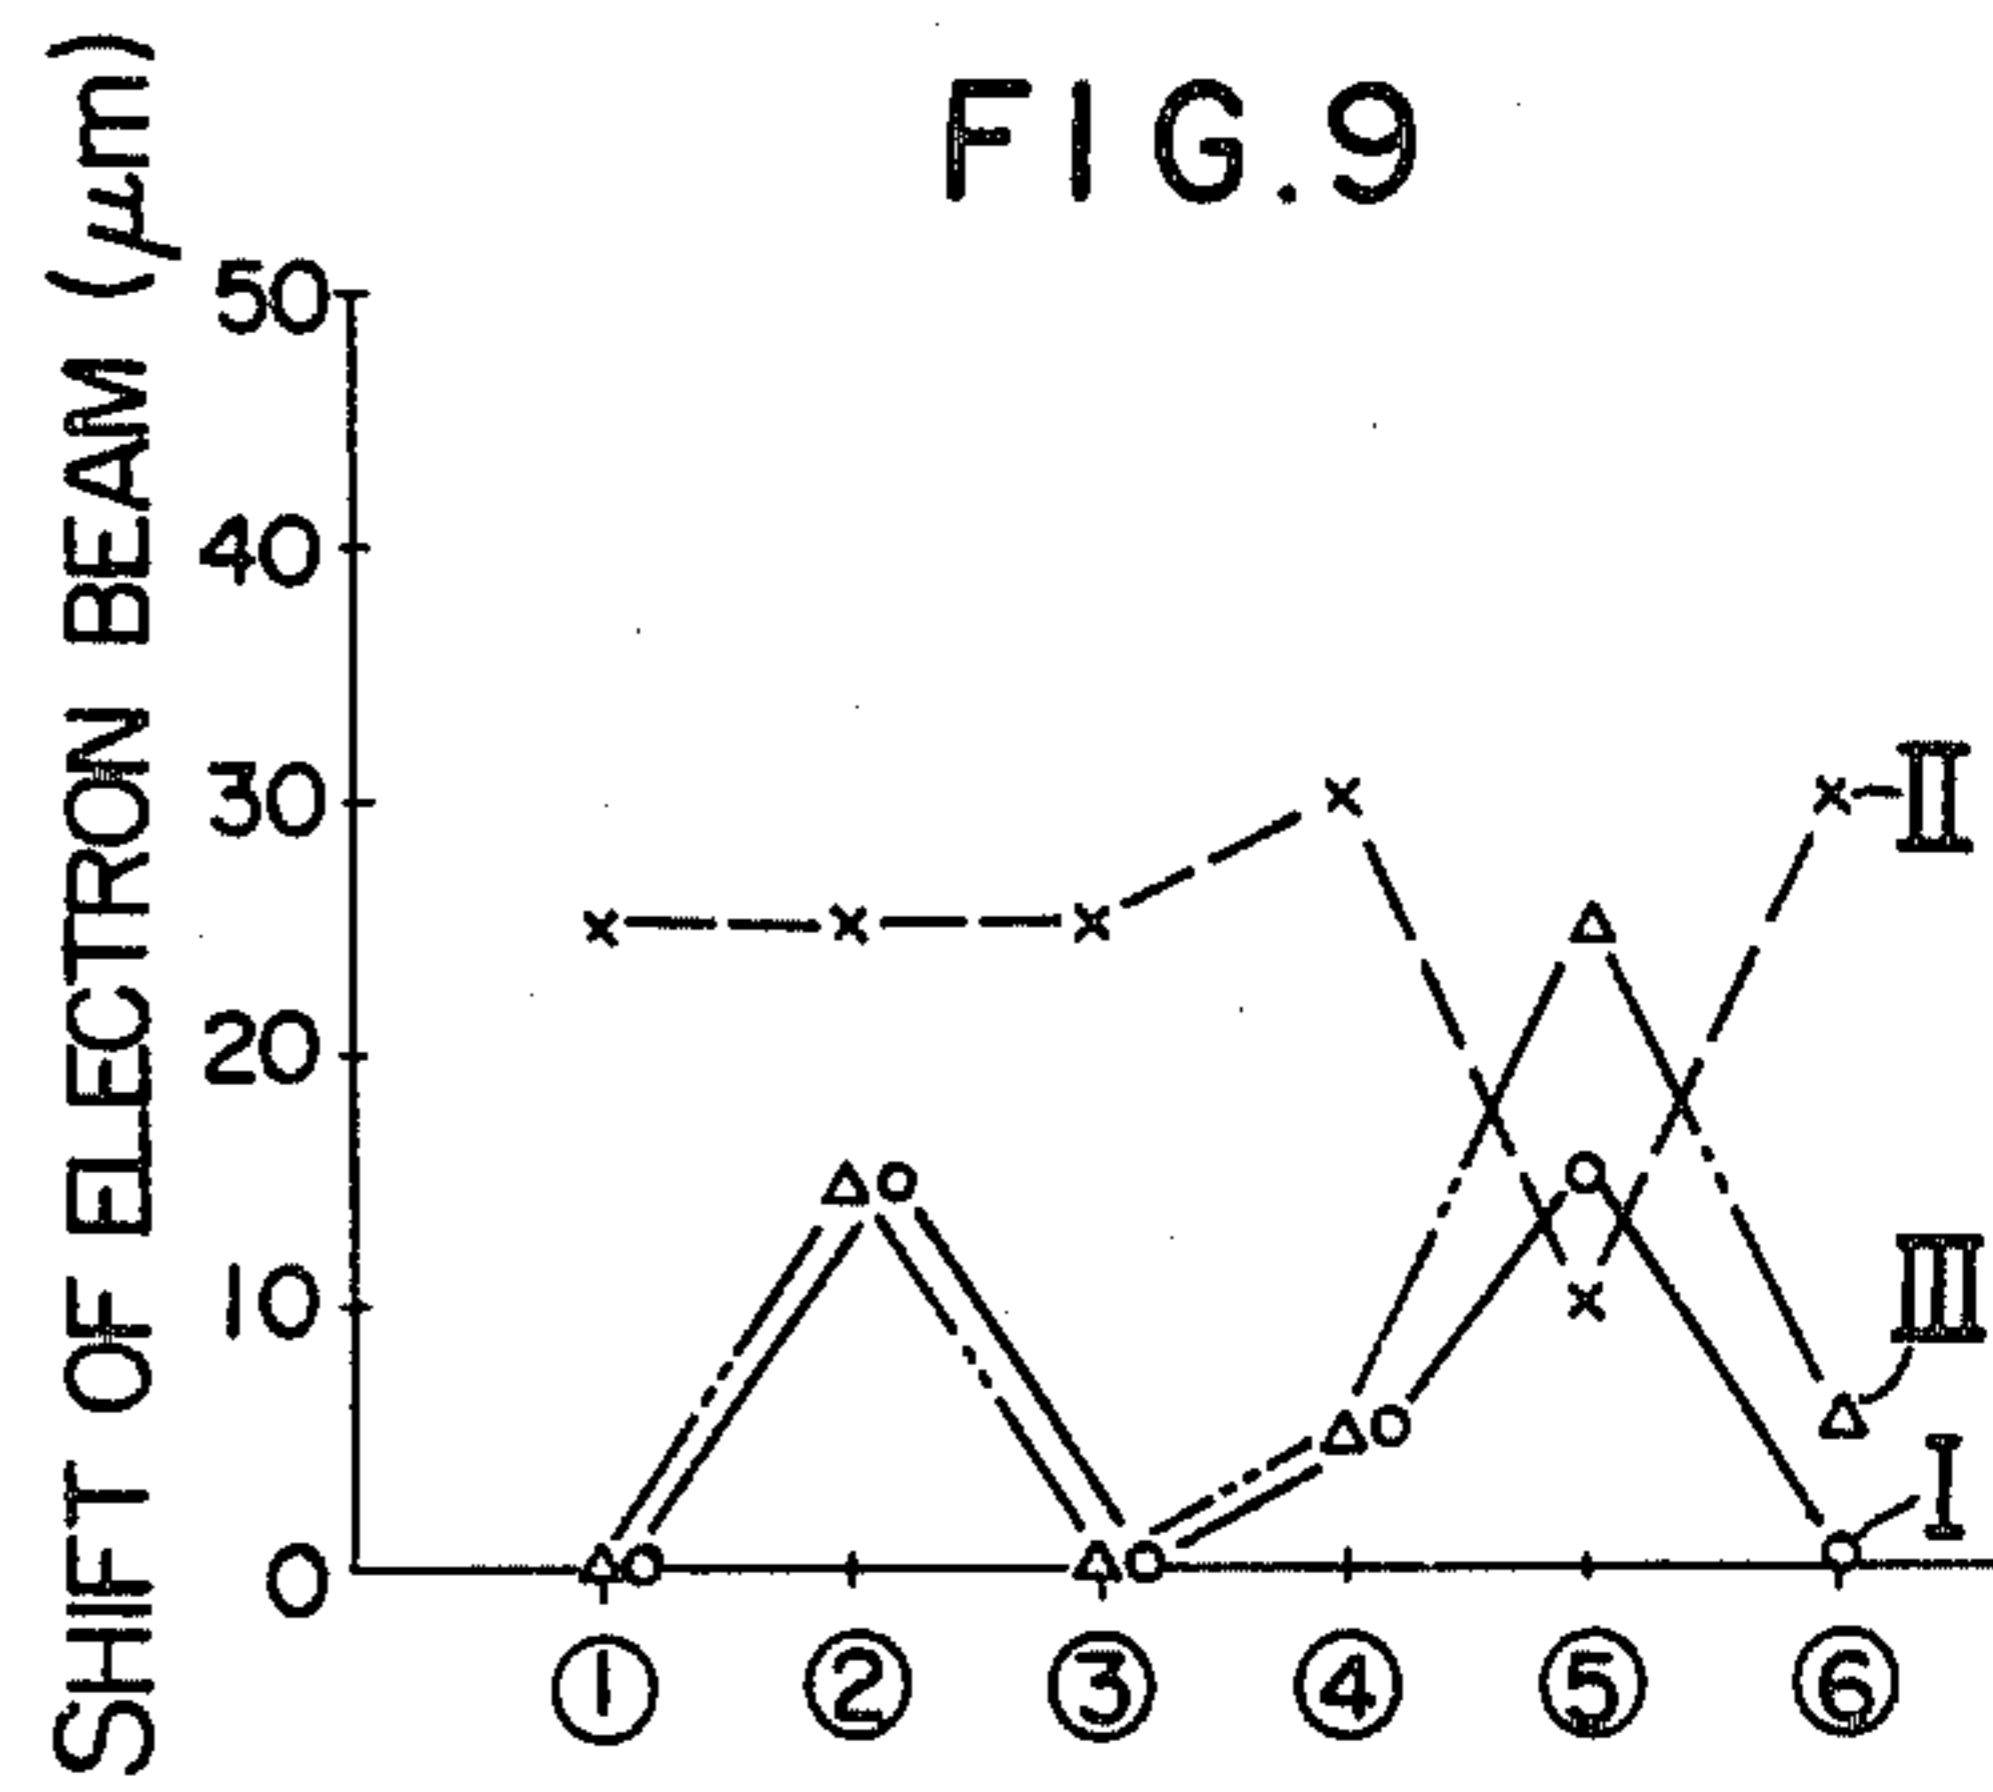 FIG.9
SHIFT OF ELECTRON BEAM (μm)
50
40
30
20
10
0
II
III
I
① ② ③ ④ ⑤ ⑥